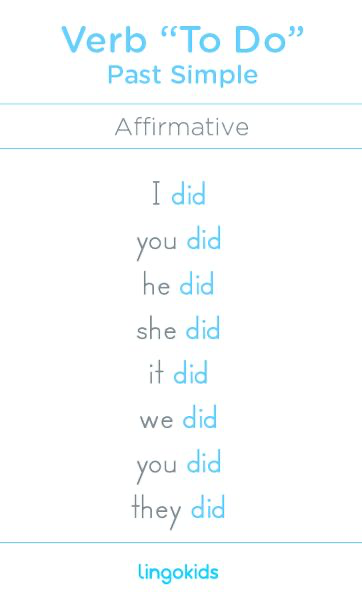 Verb “To Do”
Past Simple
Affirmative
I did
you did
he did
she did
it did
we did
you did
they did
lingokids